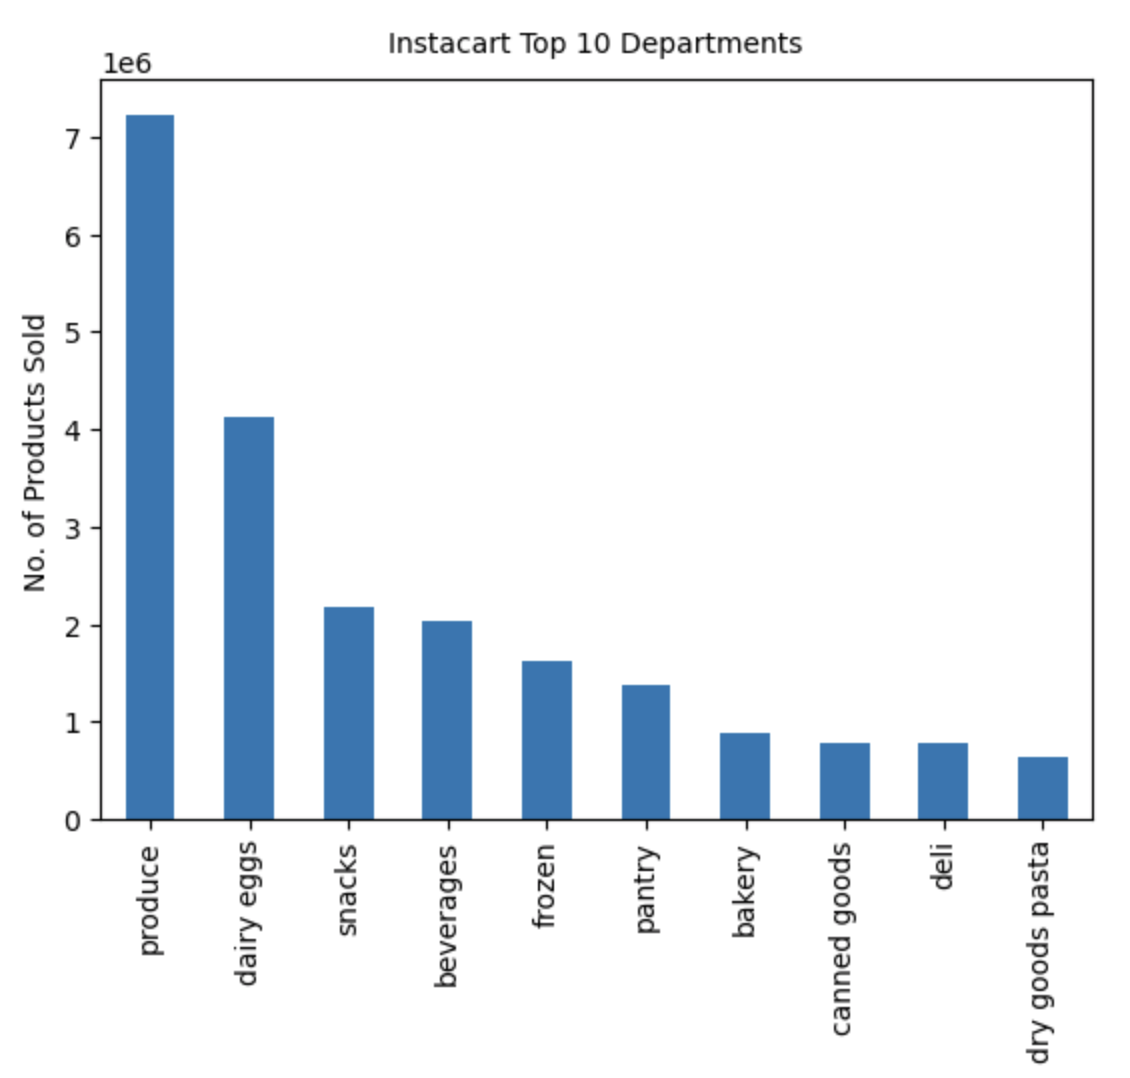 Instacart Top 10 Departments
1e6
7
6
5
4
3
2
1
0
No. of Products Sold
produce
dairy eggs
snacks
beverages
frozen
pantry
bakery
canned goods
deli
dry goods pasta